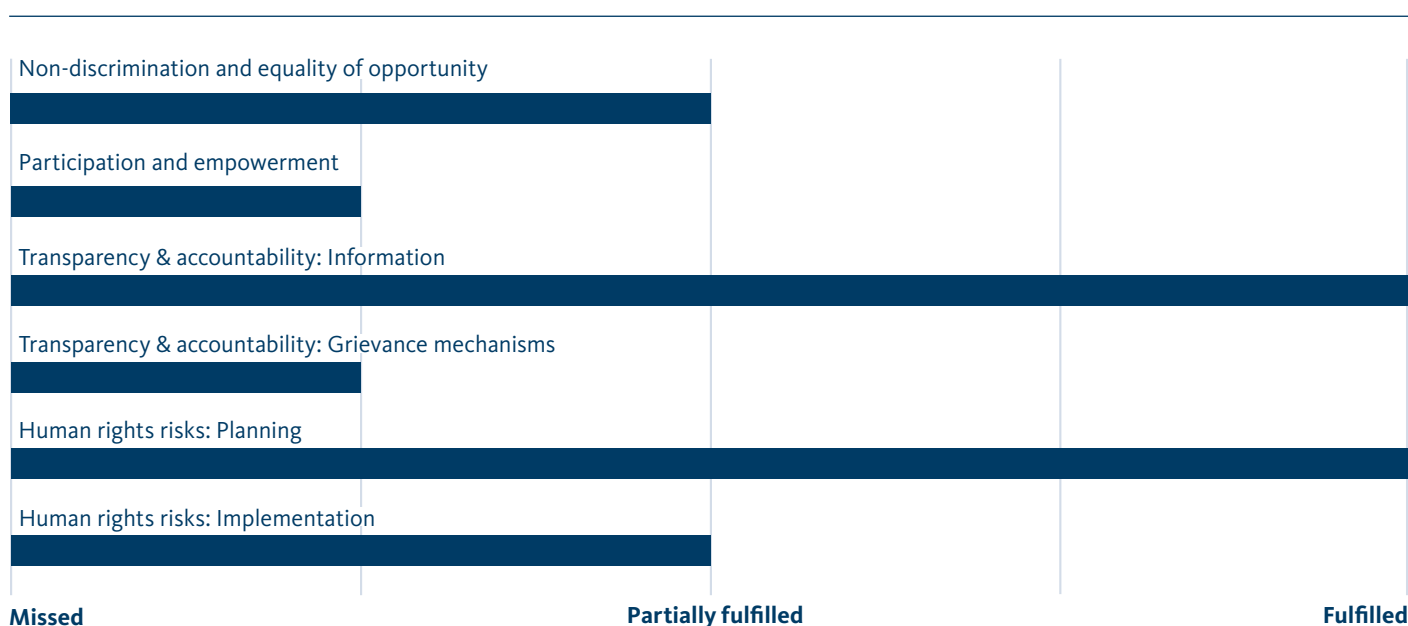 Non-discrimination and equality of opportunity
Participation and empowerment
Transparency & accountability: Information
Transparency & accountability: Grievance mechanisms
Human rights risks: Planning
Human rights risks: Implementation
Missed Partially fulfilled Fulfilled